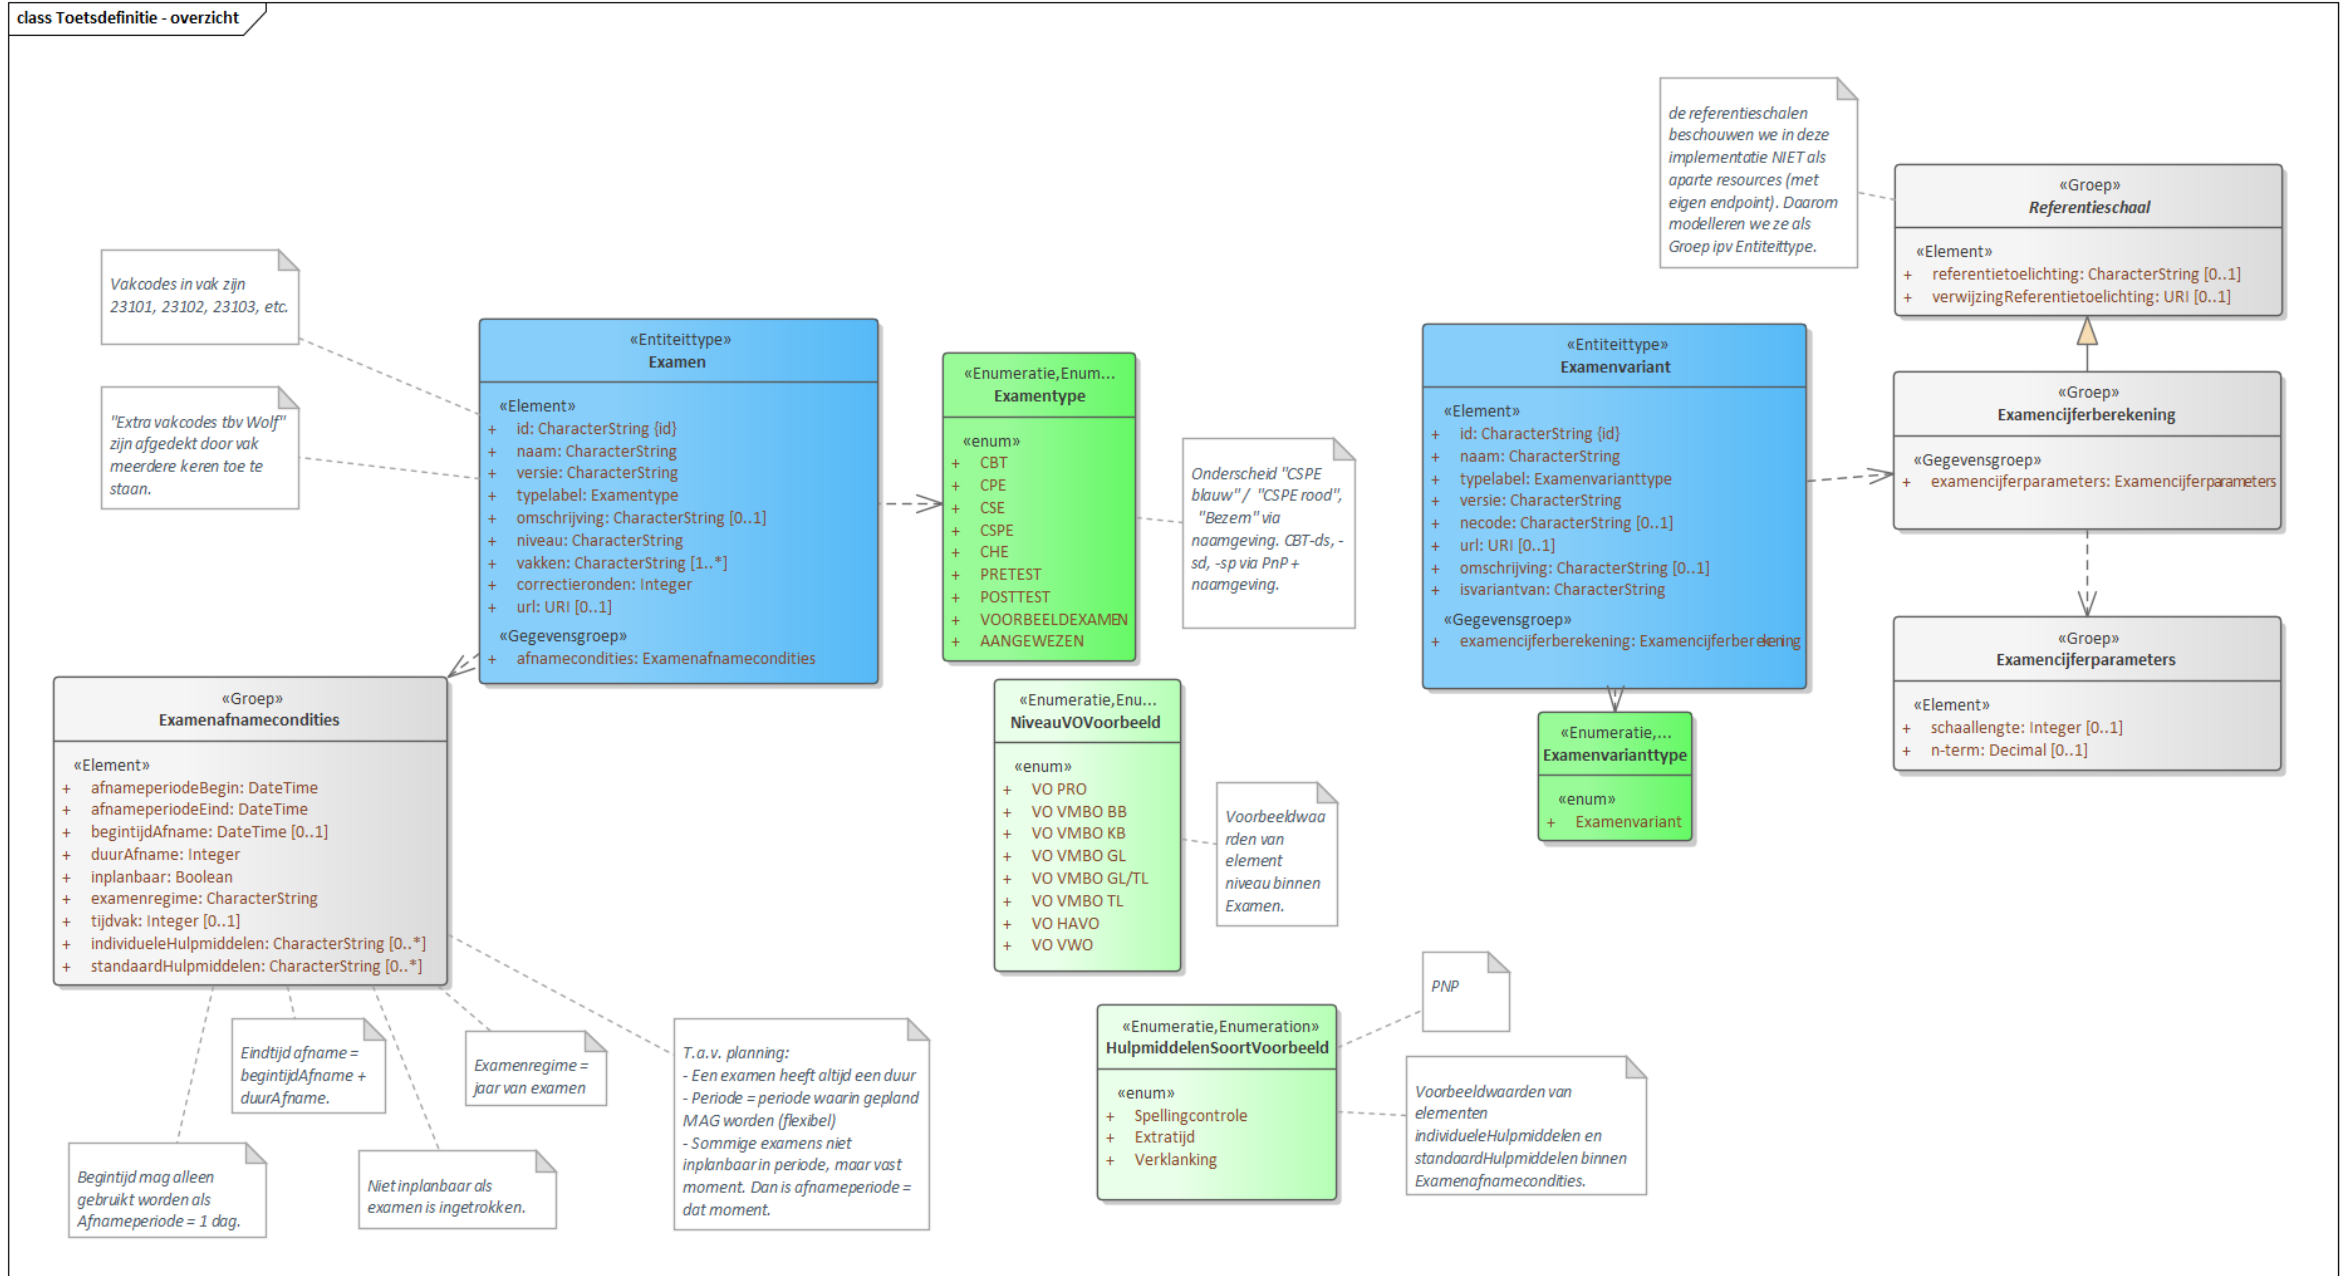 class Toetsdefinitie - overzicht
de referentieschalen
beschouwen we in deze
implementatie NIET als
aparte resources (met
eigen endpoint). Daarom
modelleren we ze als
Groep ipv Entiteittype.
«Groep»
Referentieschaal
«Element»
+ referentietoelichting: CharacterString [0..1]
+ verwijzingReferentietoelichting: URI [0..1]
Vakcodes in vak zijn
23101, 23102, 23103, etc.
"Extra vakcodes tbv Wolf"
zijn afgedekt door vak
meerdere keren toe te
staan.
«Entiteittype»
Examen
«Element»
+ id: CharacterString {id}
+ naam: CharacterString
+ versie: CharacterString
+ typelabel: Examentype
+ omschrijving: CharacterString [0..1]
+ niveau: CharacterString
+ vakken: CharacterString [1..*]
+ correctieronden: Integer
+ url: URI [0..1]
«Gegevensgroep»
+ afnamecondities: Examenafnamecondities
«Enumeratie,Enum...
Examentype
«enum»
+ CBT
+ CPE
+ CSE
+ CSPE
+ CHE
+ PRETEST
+ POSTTEST
+ VOORBEELDEXAMEN
+ AANGEWEZEN
Onderscheid "CSPE
blauw" / "CSPE rood",
"Bezem" via
naamgeving. CBT-ds, -
sd, -sp via PnP +
naamgeving.
«Entiteittype»
Examenvariant
«Element»
+ id: CharacterString {id}
+ naam: CharacterString
+ typelabel: Examenvarianttype
+ versie: CharacterString
+ necode: CharacterString [0..1]
+ url: URI [0..1]
+ omschrijving: CharacterString [0..1]
+ isvariantvan: CharacterString
«Gegevensgroep»
+ examencijferberekening: Examencijferberekening
«Groep»
Examencijferberekening
«Gegevensgroep»
+ examencijferparameters: Examencijferparameters
«Groep»
Examencijferparameters
«Element»
+ schaallengte: Integer [0..1]
+ n-term: Decimal [0..1]
«Groep»
Examenafnamecondities
«Element»
+ afnameperiodeBegin: DateTime
+ afnameperiodeEind: DateTime
+ begintijdAfname: DateTime [0..1]
+ duurAfname: Integer
+ inplanbaar: Boolean
+ examenregime: CharacterString
+ tijdvak: Integer [0..1]
+ individueleHulpmiddelen: CharacterString [0..*]
+ standaardHulpmiddelen: CharacterString [0..*]
«Enumeratie,Enu...
NiveauVOVoorbeeld
«enum»
+ VO PRO
+ VO VMBO BB
+ VO VMBO KB
+ VO VMBO GL
+ VO VMBO GL/TL
+ VO VMBO TL
+ VO HAVO
+ VO VWO
Voorbeeldwaa
rden van
element
niveau binnen
Examen.
«Enumeratie,...
Examenvarianttype
«enum»
+ Examenvariant
PNP
«Enumeratie,Enumeration»
HulpmiddelenSoortVoorbeeld
«enum»
+ Spellingcontrole
+ Extratijd
+ Verklanking
Voorbeeldwaarden van
elementen
individueleHulpmiddelen en
standaardHulpmiddelen binnen
Examenafnamecondities.
Eindtijd afname =
begintijdAfname +
duurAfname.
Examenregime =
jaar van examen
T.a.v. planning:
- Een examen heeft altijd een duur
- Periode = periode waarin gepland
MAG worden (flexibel)
- Sommige examens niet
inplanbaar in periode, maar vast
moment. Dan is afnameperiode =
dat moment.
Begintijd mag alleen
gebruikt worden als
Afnameperiode = 1 dag.
Niet inplanbaar als
examen is ingetrokken.